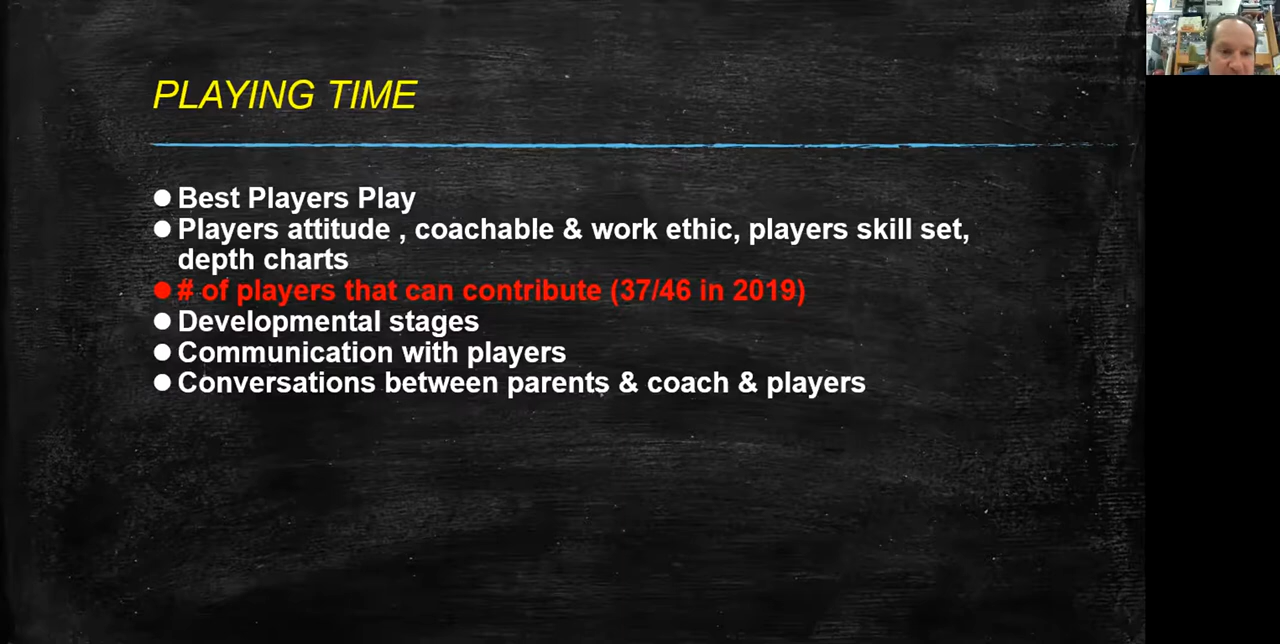 PLAYING TIME
Best Players Play
Players attitude , coachable & work ethic, players skill set,
depth charts
# of players that can contribute (37/46 in 2019)
Developmental stages
Communication with players
Conversations between parents & coach & players